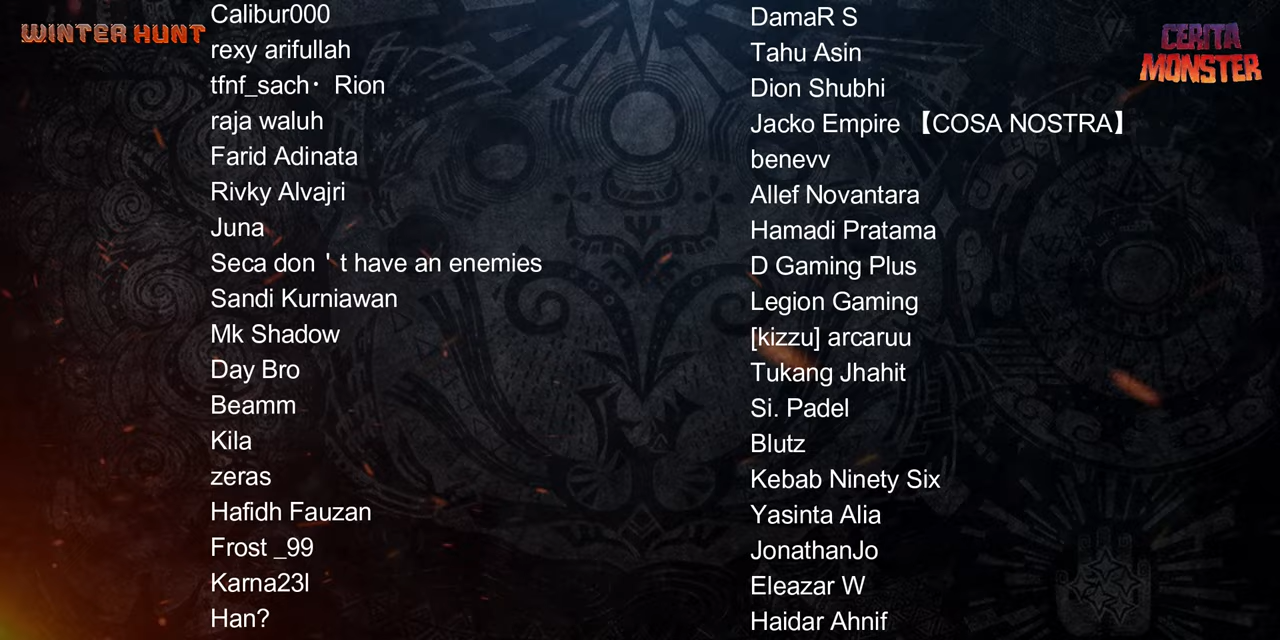 WINTER HUNT
CERITA
MONSTER
Calibur000
rexy arifullah
tfnf_sach· Rion
raja waluh
Farid Adinata
Rivky Alvajri
Juna
Seca don ' t have an enemies
Sandi Kurniawan
Mk Shadow
Day Bro
Beamm
Kila
zeras
Hafidh Fauzan
Frost _99
Karna23l
Han?
DamaR S
Tahu Asin
Dion Shubhi
Jacko Empire 【COSA NOSTRA】
benevv
Allef Novantara
Hamadi Pratama
D Gaming Plus
Legion Gaming
[kizzu] arcaruu
Tukang Jhahit
Si. Padel
Blutz
Kebab Ninety Six
Yasinta Alia
JonathanJo
Eleazar W
Haidar Ahnif